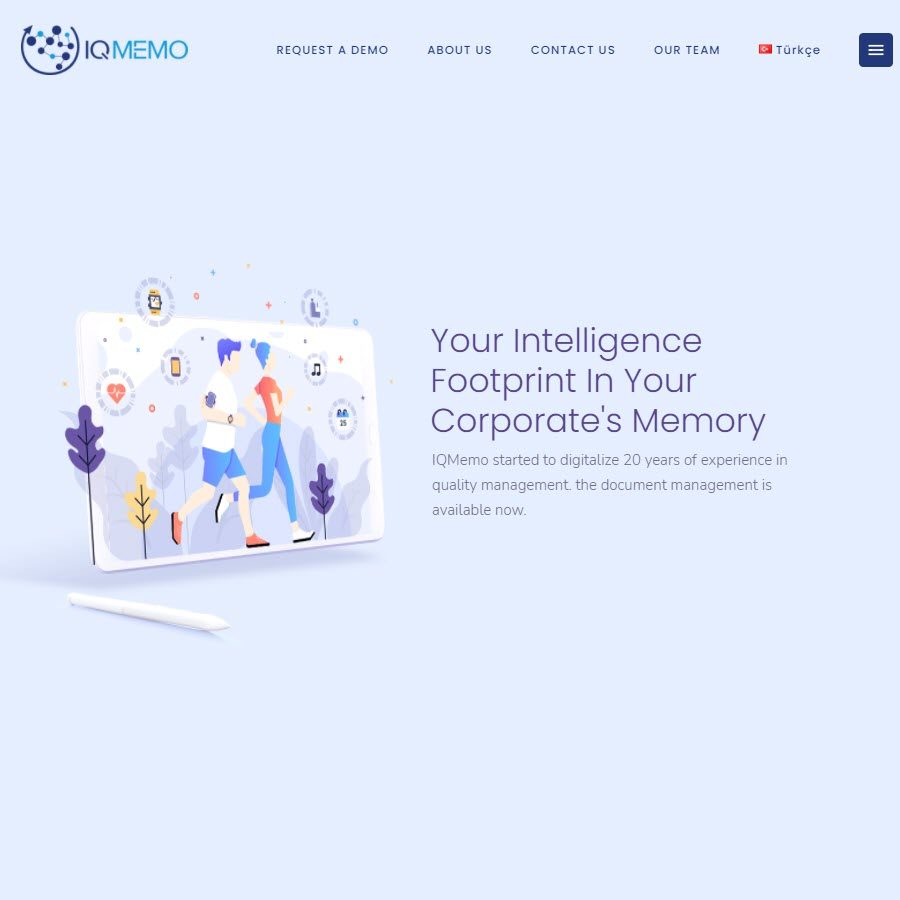 IQMEMO
REQUEST A DEMO
ABOUT US
CONTACT US
OUR TEAM
Türkçe
25
Your Intelligence
Footprint In Your
Corporate's Memory
IQMemo started to digitalize 20 years of experience in
quality management. the document management is
available now.